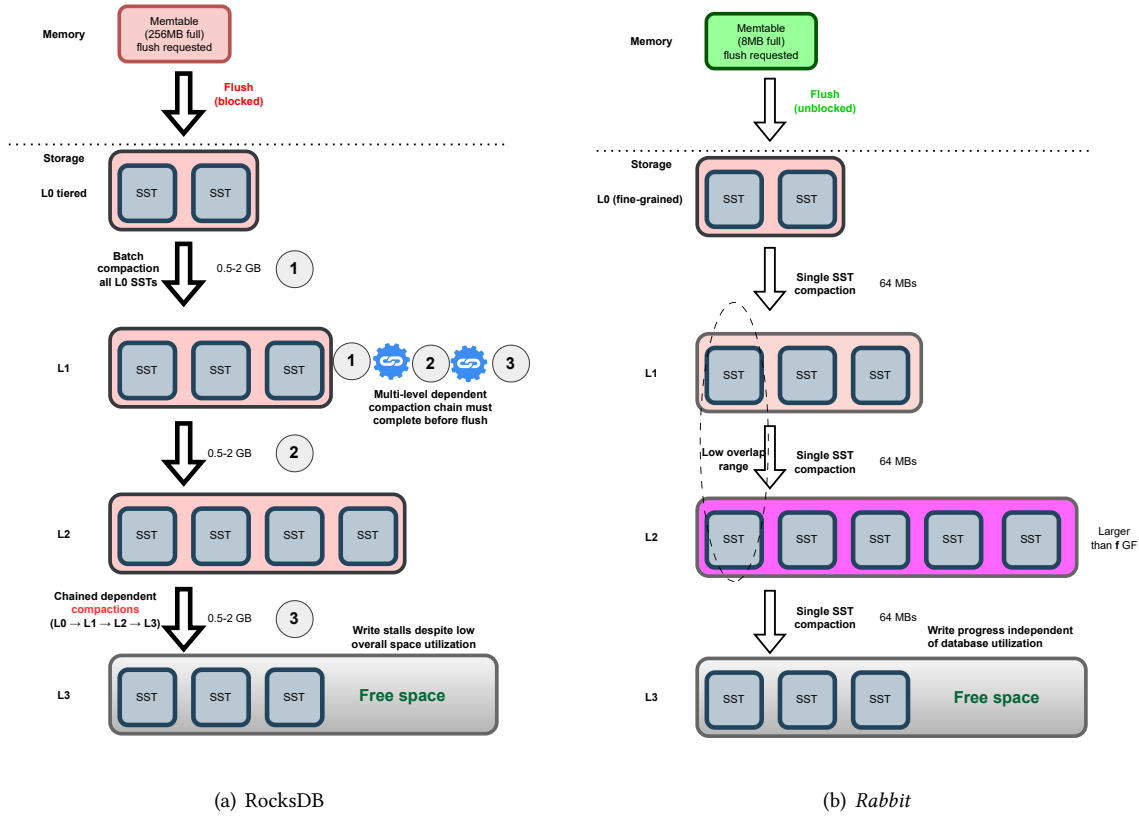 Memory
Memtable
(256MB full)
flush requested
Flush
(blocked)
Storage
L0 tiered
SST
SST
Batch
compaction
all L0 SSTs
0.5-2 GB
1
L1
SST
SST
SST
1
2
3
Multi-level dependent
compaction chain must
complete before flush
0.5-2 GB
2
L2
SST
SST
SST
SST
Chained dependent
compactions
(L0 → L1 → L2 → L3)
0.5-2 GB
3
Write stalls despite low
overall space utilization
L3
SST
SST
SST
Free space
(a) RocksDB
Memory
Memtable
(8MB full)
flush requested
Flush
(unblocked)
Storage
L0 (fine-grained)
SST
SST
Single SST
compaction
64 MBs
L1
SST
SST
SST
Low overlap
range
Single SST
compaction
64 MBs
L2
SST
SST
SST
SST
SST
Larger
than f GF
Single SST
compaction
64 MBs
Write progress independent
of database utilization
L3
SST
SST
SST
Free space
(b) Rabbit